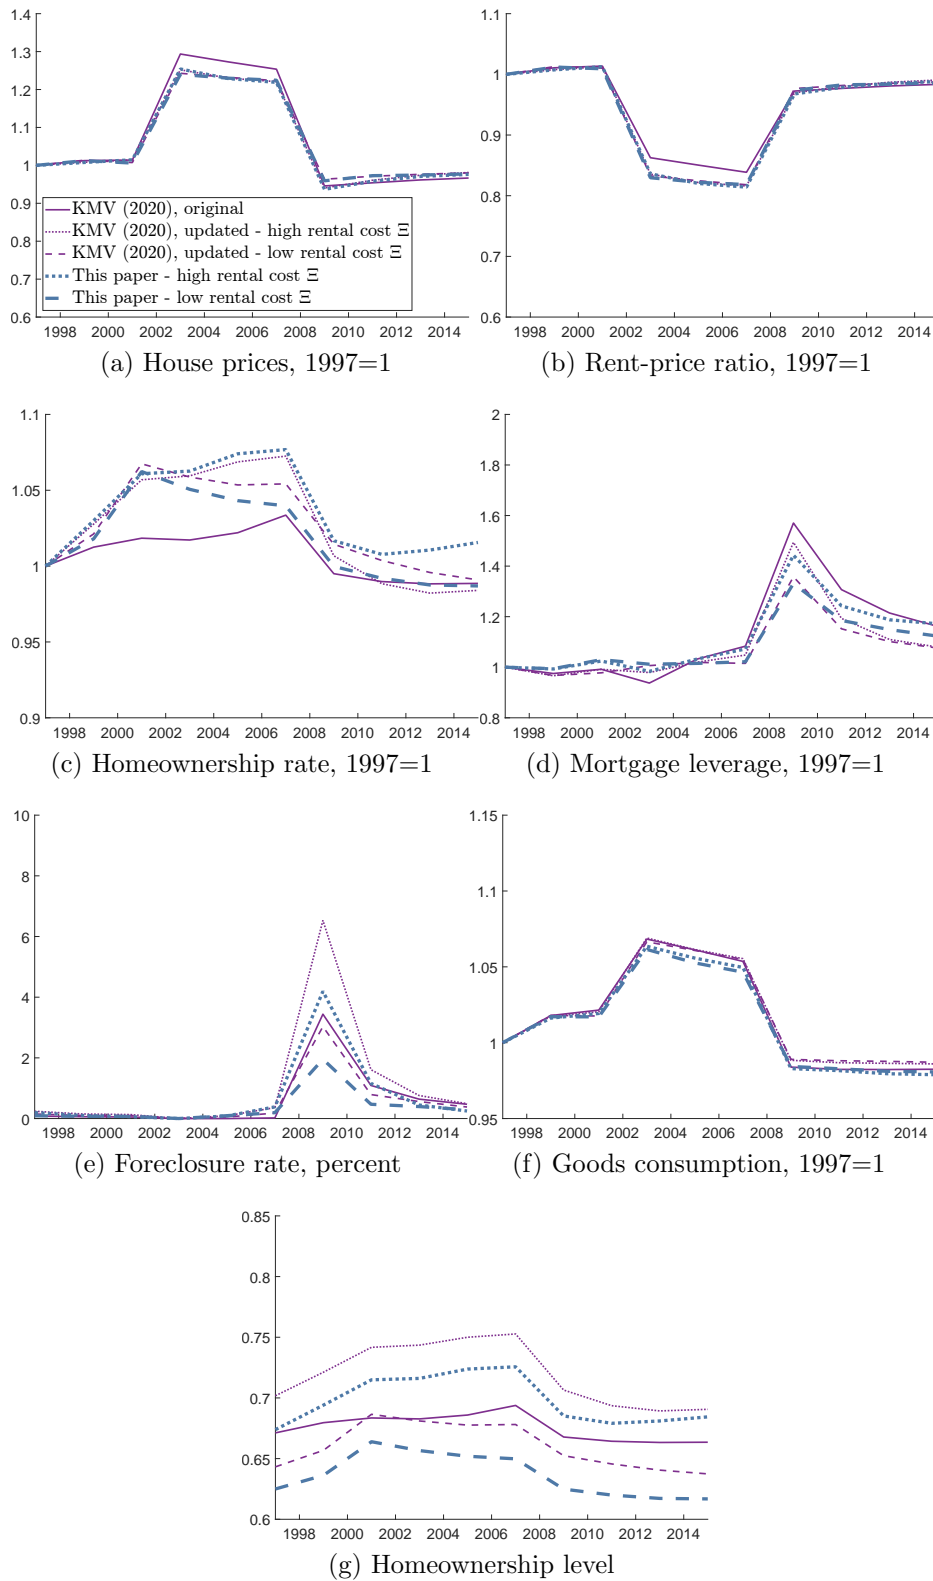 1.4
1.3
1.2
1.1
1
0.9
0.8
0.7
0.6
KMV (2020), original
KMV (2020), updated - high rental cost Ξ
KMV (2020), updated - low rental cost Ξ
This paper - high rental cost Ξ
This paper - low rental cost Ξ
1998 2000 2002 2004 2006 2008 2010 2012 2014
(a) House prices, 1997=1
1.1
1
0.9
0.8
0.7
0.6
1998 2000 2002 2004 2006 2008 2010 2012 2014
(b) Rent-price ratio, 1997=1
1.1
1.05
1
0.95
0.9
1998 2000 2002 2004 2006 2008 2010 2012 2014
(c) Homeownership rate, 1997=1
2
1.8
1.6
1.4
1.2
1
0.8
1998 2000 2002 2004 2006 2008 2010 2012 2014
(d) Mortgage leverage, 1997=1
10
8
6
4
2
0
1998 2000 2002 2004 2006 2008 2010 2012 2014
(e) Foreclosure rate, percent
1.15
1.1
1.05
1
0.95
1998 2000 2002 2004 2006 2008 2010 2012 2014
(f) Goods consumption, 1997=1
0.85
0.8
0.75
0.7
0.65
0.6
1998 2000 2002 2004 2006 2008 2010 2012 2014
(g) Homeownership level